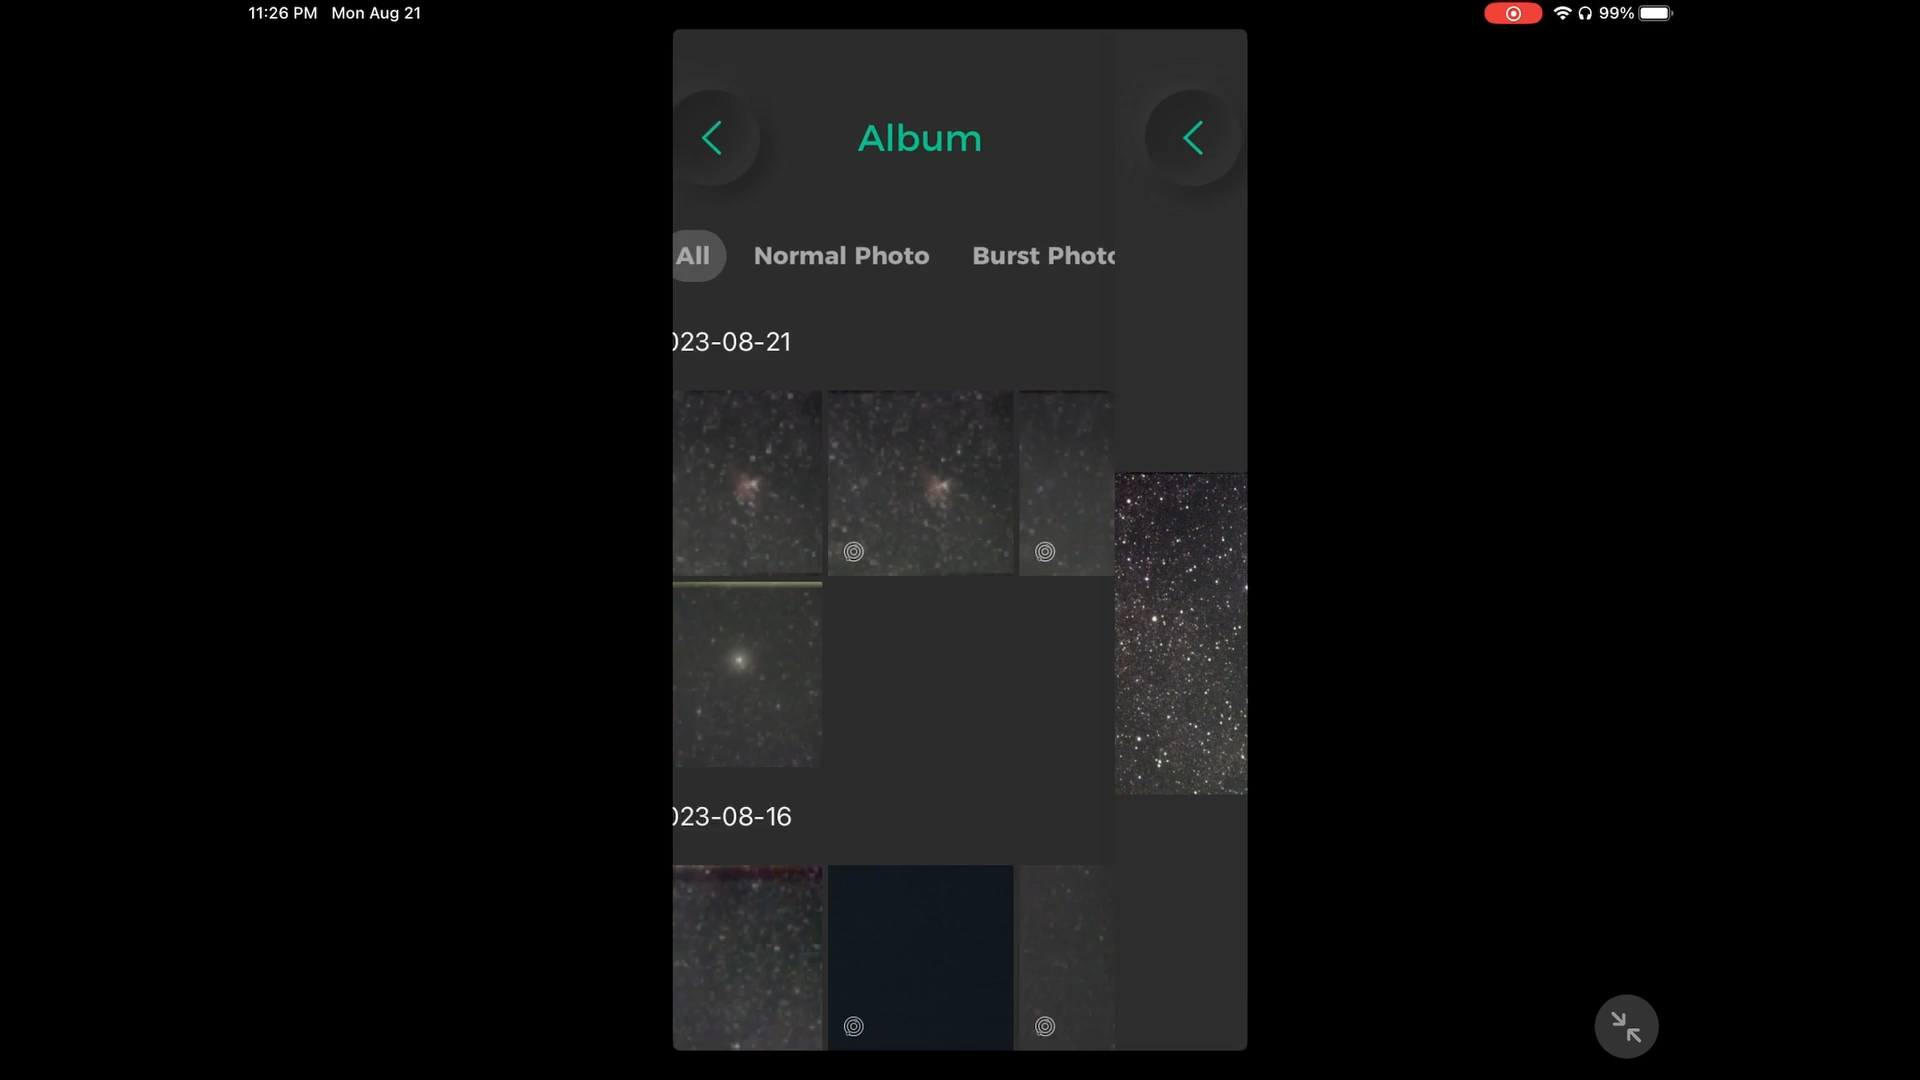 11:26 PM Mon Aug 21
99%
Album
All Normal Photo Burst Photo
023-08-21
023-08-16